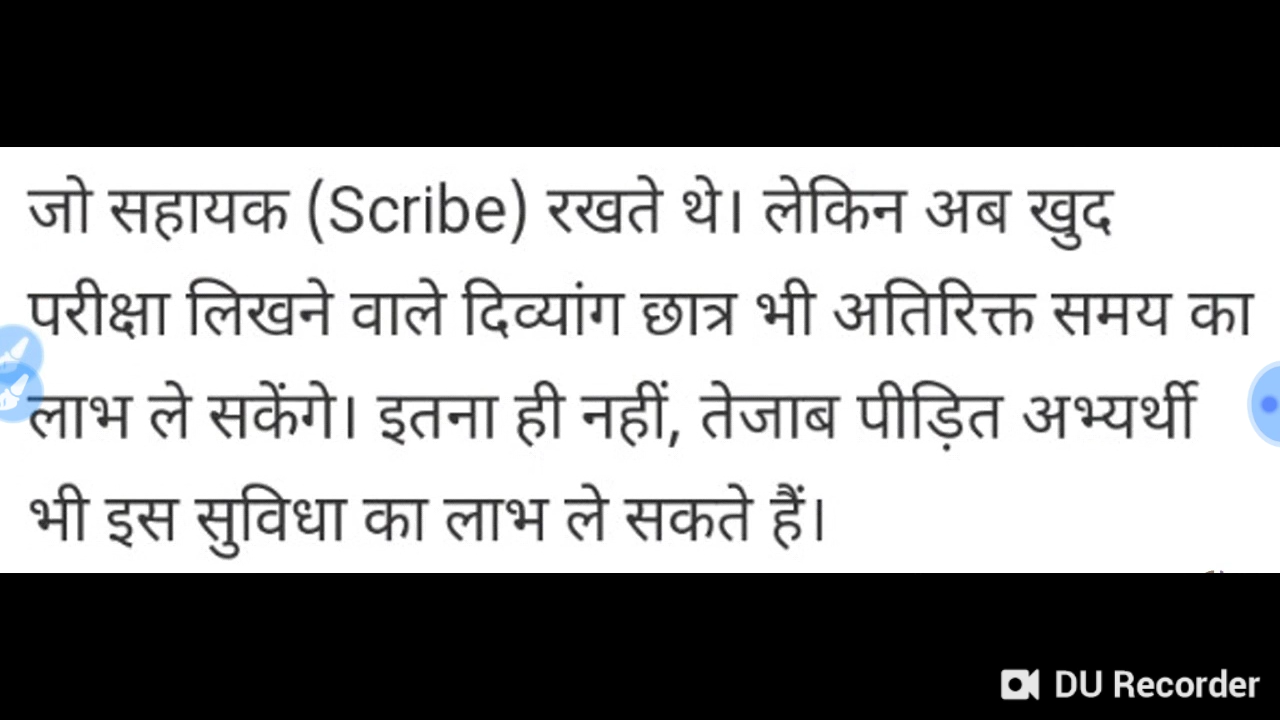 जो सहायक (Scribe) रखते थे। लेकिन अब खुद
परीक्षा लिखने वाले दिव्यांग छात्र भी अतिरिक्त समय का
लाभ ले सकेंगे। इतना ही नहीं, तेजाब पीड़ित अभ्यर्थी
भी इस सुविधा का लाभ ले सकते हैं।
DU Recorder